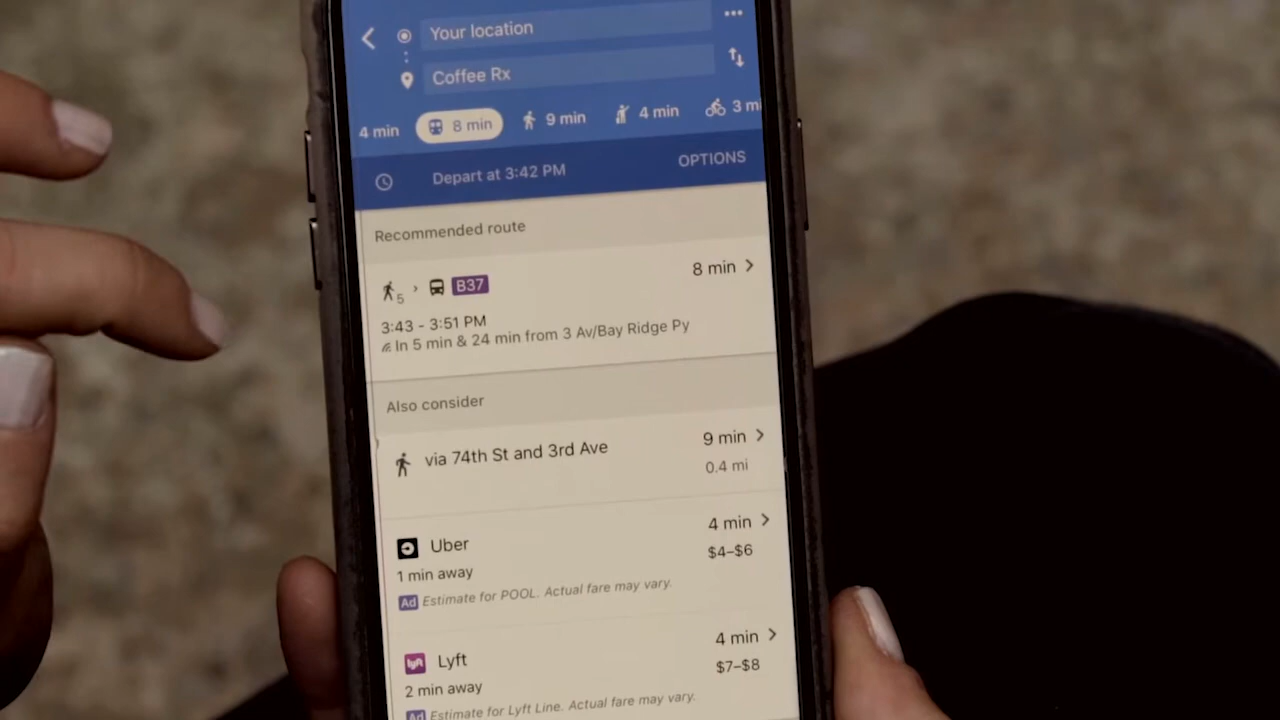 Your location
Coffee Rx
4 min 8 min 9 min 4 min 3 mi
Depart at 3:42 PM OPTIONS
Recommended route
5 B37 8 min
3:43 - 3:51 PM
In 5 min & 24 min from 3 Av/Bay Ridge Py
Also consider
via 74th St and 3rd Ave 9 min
0.4 mi
Uber 4 min
1 min away $4–$6
Ad Estimate for POOL. Actual fare may vary.
lyft Lyft 4 min
2 min away $7–$8
Ad Estimate for Lyft Line. Actual fare may vary.